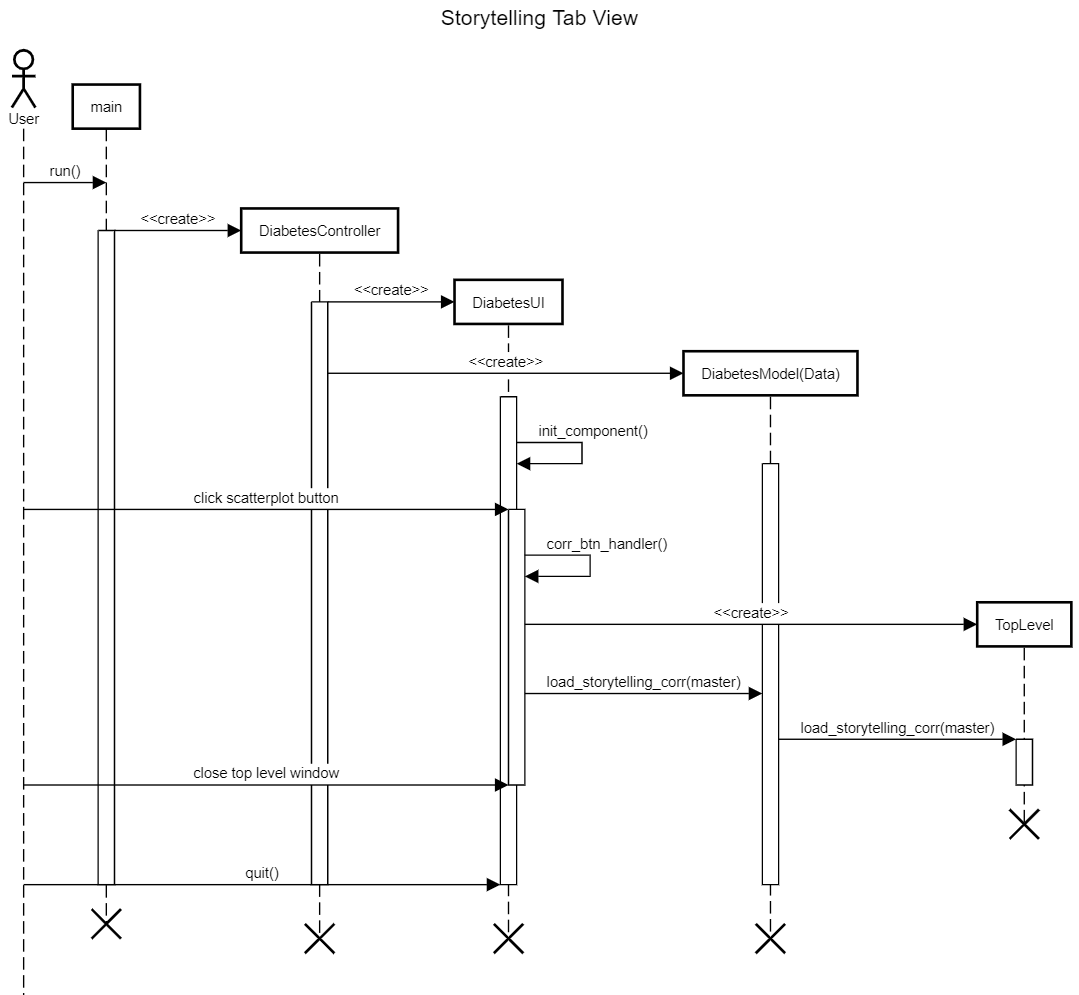 Storytelling Tab View
User
main
run()
<<create>>
DiabetesController
<<create>>
DiabetesUI
<<create>>
DiabetesModel(Data)
init_component()
click scatterplot button
corr_btn_handler()
<<create>>
TopLevel
load_storytelling_corr(master)
load_storytelling_corr(master)
close top level window
quit()